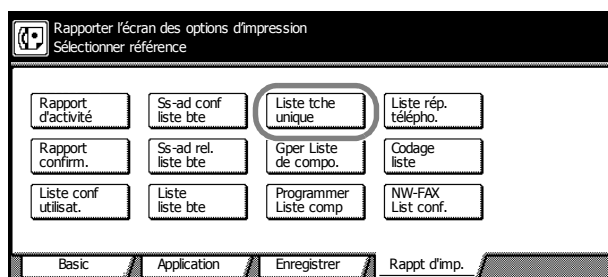 Rapporter l'écran des options d'impression
Sélectionner référence
Rapport
d'activité
Ss-ad conf
liste bte
Liste tche
unique
Liste rép.
télépho.
Rapport
confirm.
Ss-ad rel.
liste bte
Gper Liste
de compo.
Codage
liste
Liste conf
utilisat.
Liste
liste bte
Programmer
Liste comp
NW-FAX
List conf.
Basic
Application
Enregistrer
Rappt d'imp.